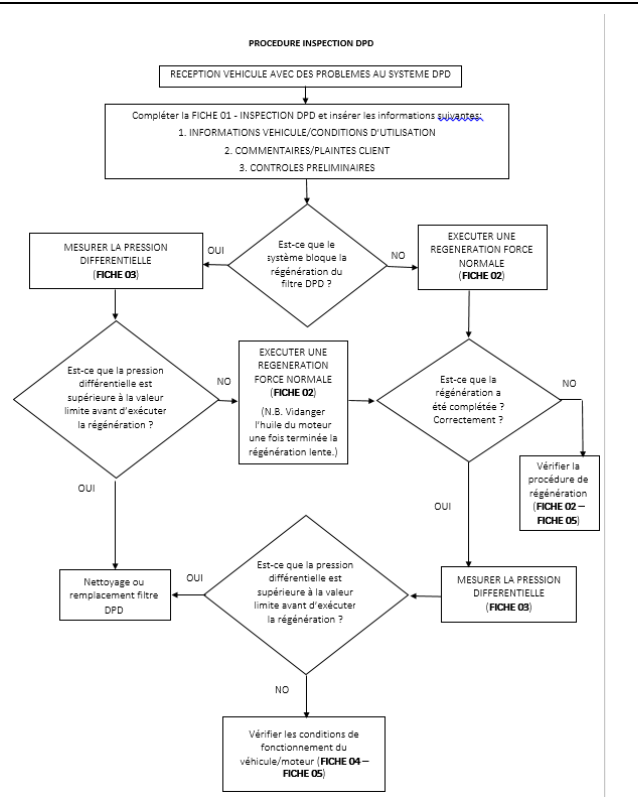 PROCEDURE INSPECTION DPD
RECEPTION VEHICULE AVEC DES PROBLEMES AU SYSTEME DPD
Compléter la FICHE 01 - INSPECTION DPD et insérer les informations suivantes:
1. INFORMATIONS VEHICULE/CONDITIONS D'UTILISATION
2. COMMENTAIRES/PLAINTES CLIENT
3. CONTROLES PRELIMINAIRES
Est-ce que le
système bloque la
régénération du
filtre DPD ?
OUI
MESURER LA PRESSION
DIFFERENTIELLE
(FICHE 03)
NO
EXECUTER UNE
REGENERATION FORCE
NORMALE
(FICHE 02)
Est-ce que la pression
différentielle est
supérieure à la valeur
limite avant d'exécuter
la régénération ?
NO
EXECUTER UNE
REGENERATION
FORCE NORMALE
(FICHE 02)
(N.B. Vidanger
l'huile du moteur
une fois terminée la
régénération lente.)
Est-ce que la
régénération a
été complétée ?
Correctement ?
NO
Vérifier la
procédure de
régénération
(FICHE 02 –
FICHE 05)
OUI
OUI
MESURER LA PRESSION
DIFFERENTIELLE
(FICHE 03)
Est-ce que la pression
différentielle est
supérieure à la valeur
limite avant d'exécuter
la régénération ?
OUI
Nettoyage ou
remplacement filtre
DPD
NO
Vérifier les conditions de
fonctionnement du
véhicule/moteur (FICHE 04 –
FICHE 05)